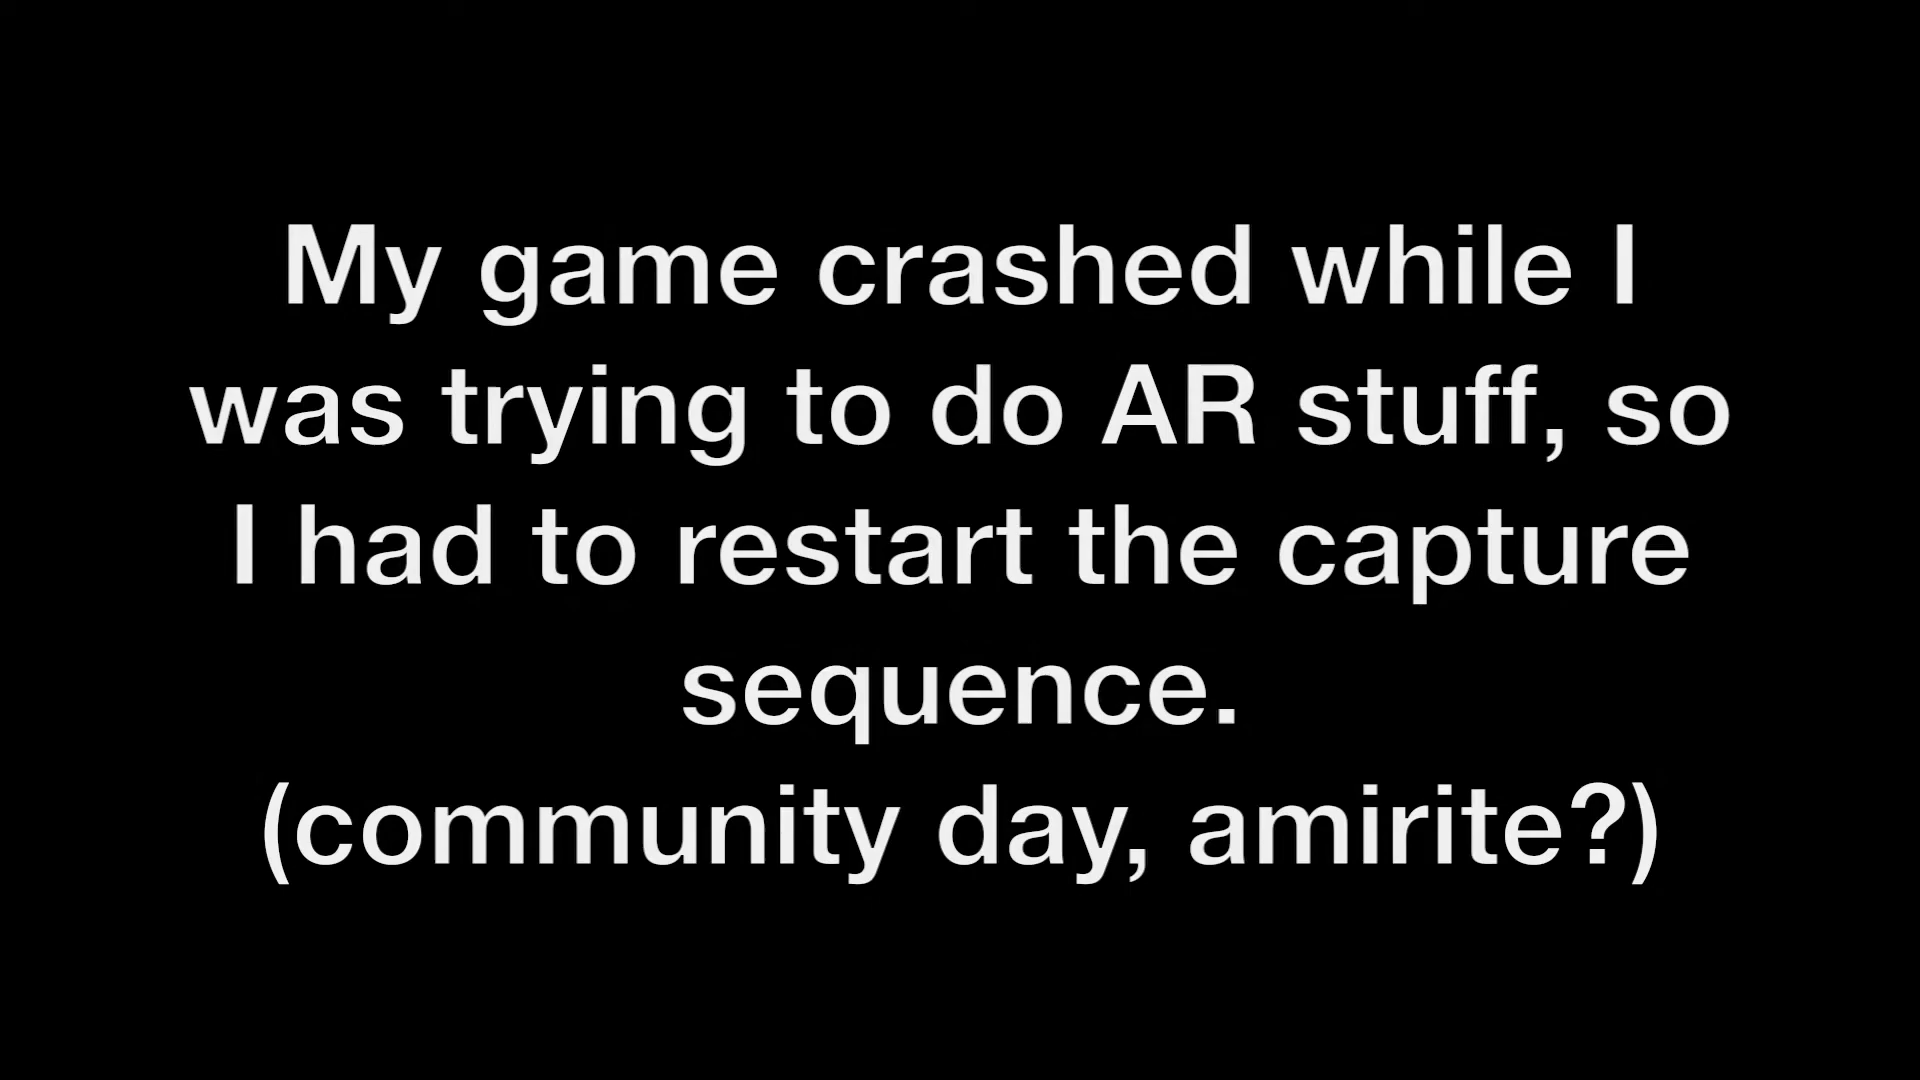 My game crashed while I
was trying to do AR stuff, so
I had to restart the capture
sequence.
(community day, amirite?)